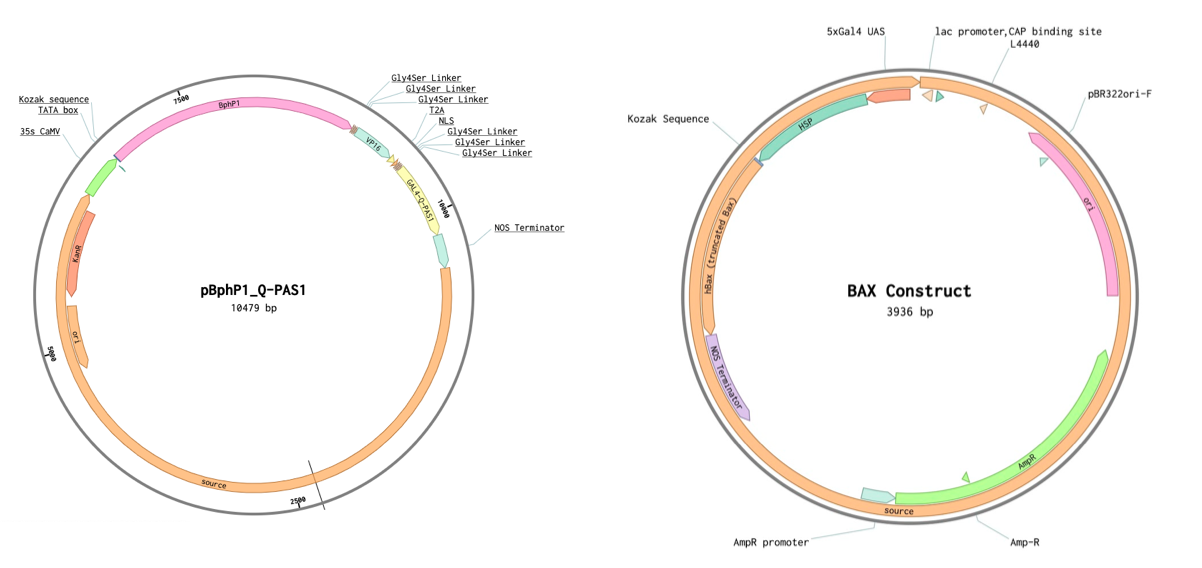 Kozak sequence
TATA box
35s CaMV
7500
BphP1
Gly4Ser Linker
Gly4Ser Linker
Gly4Ser Linker
T2A
NLS
Gly4Ser Linker
Gly4Ser Linker
Gly4Ser Linker
VP16
GAL4-Q-PAS1
10000
NOS Terminator
KanR
ori
5000
pBphP1_Q-PAS1
10479 bp
source
2500
5xGal4 UAS
lac promoter,CAP binding site
L4440
pBR322ori-F
Kozak Sequence
HSP
ori
hBax (truncated Bax)
BAX Construct
3936 bp
NOS Terminator
AmpR
source
AmpR promoter
Amp-R